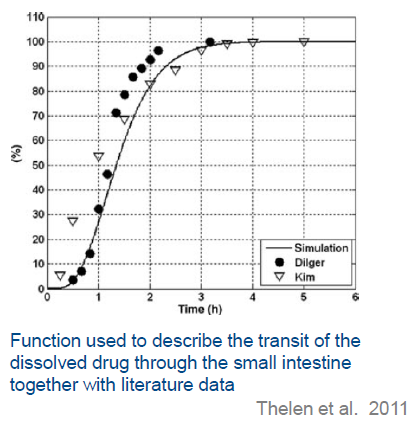 110
100
90
80
70
60
50
40
30
20
10
0
(%)
0 1 2 3 4 5 6
Time (h)
Simulation
Dilger
Kim
Function used to describe the transit of the
dissolved drug through the small intestine
together with literature data
Thelen et al. 2011